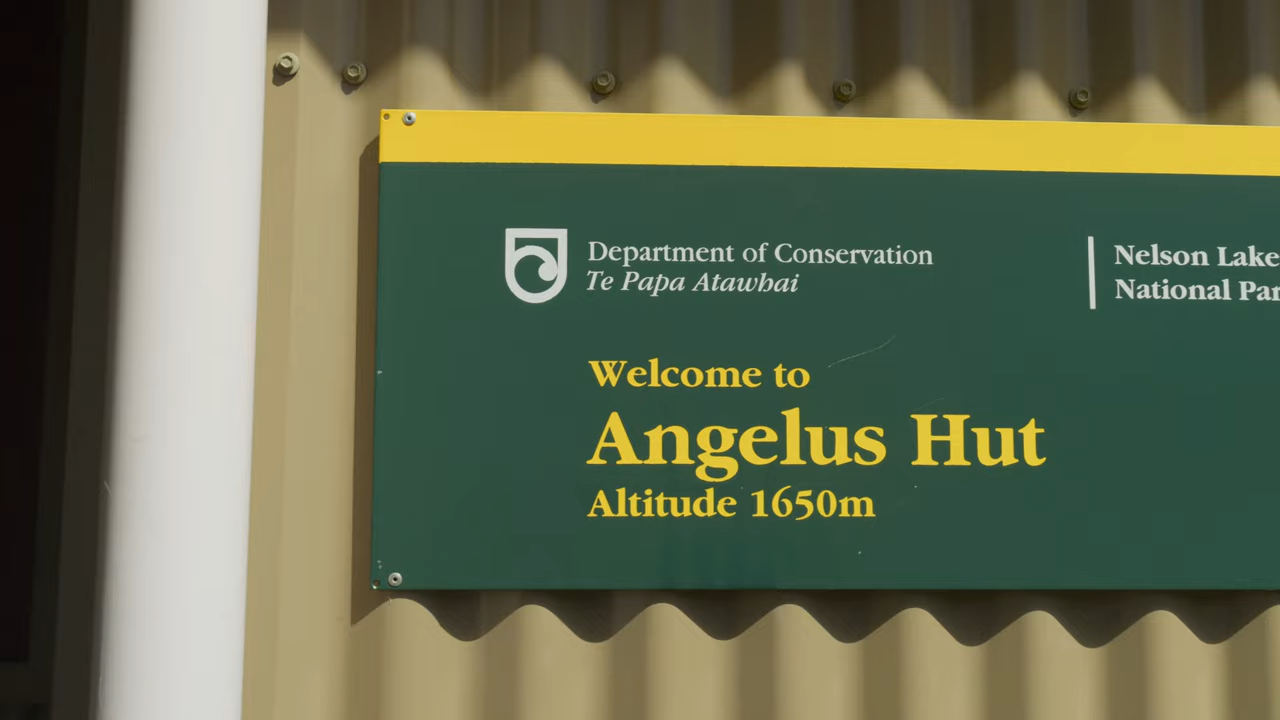 Department of Conservation
Te Papa Atawhai
Nelson Lake
National Par
Welcome to
Angelus Hut
Altitude 1650m